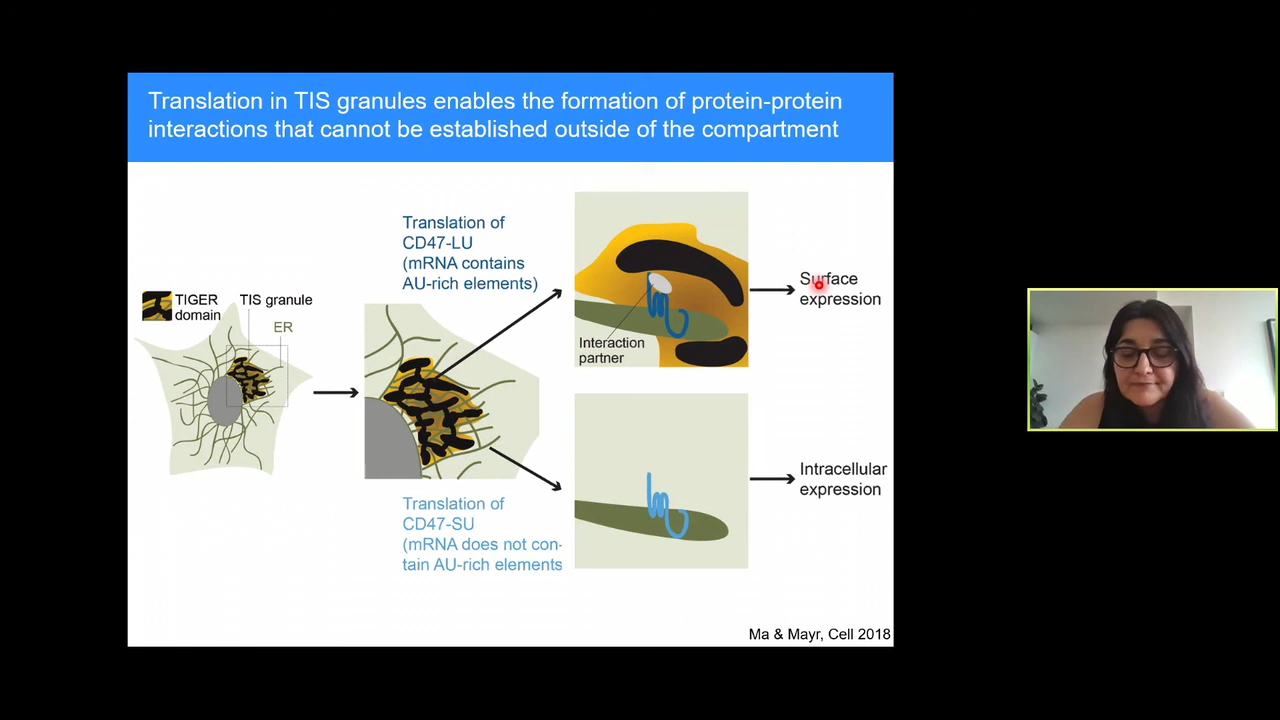 Translation in TIS granules enables the formation of protein-protein
interactions that cannot be established outside of the compartment
TIGER
domain
TIS granule
ER
Translation of
CD47-LU
(mRNA contains
AU-rich elements)
Interaction
partner
Surface
expression
Translation of
CD47-SU
(mRNA does not con-
tain AU-rich elements
Intracellular
expression
Ma & Mayr, Cell 2018